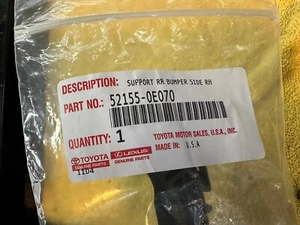 DESCRIPTION: SUPPORT RR BUMPER SIDE RH
PART NO.: 52155-0E070
QUANTITY: 1 TOYOTA MOTOR SALES, U.S.A., INC.
TOYOTA LEXUS MADE IN: U.S.A
GENUINE PARTS GENUINE PARTS
11D4